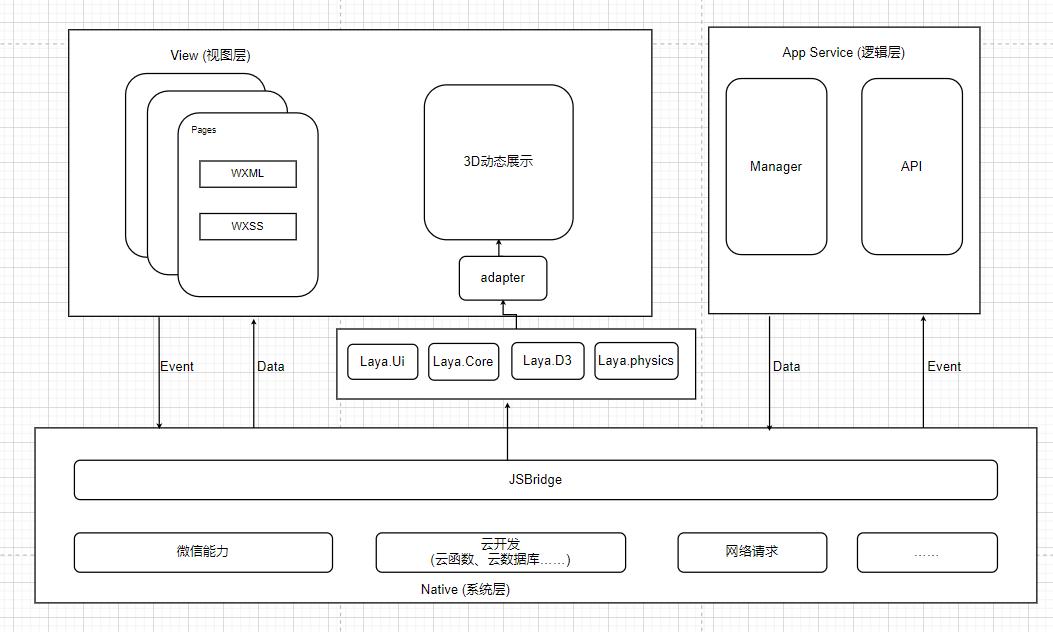 View (视图层)
Pages
WXML
WXSS
3D动态展示
adapter
App Service (逻辑层)
Manager
API
Event
Data
Laya.Ui
Laya.Core
Laya.D3
Laya.physics
Data
Event
JSBridge
微信能力
云开发
(云函数、云数据库……)
网络请求
……
Native (系统层)